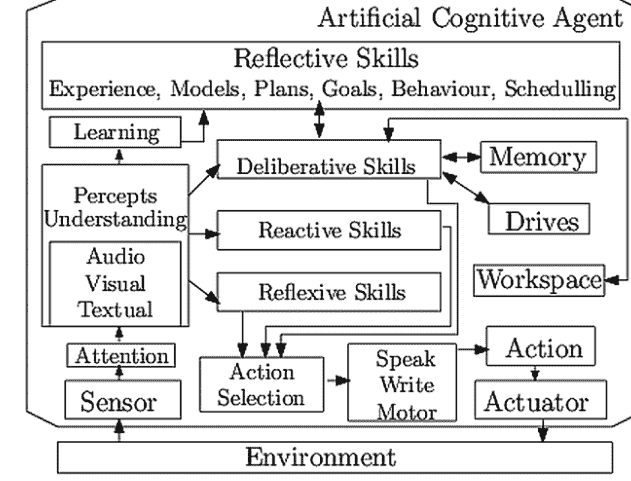 Artificial Cognitive Agent
Reflective Skills
Experience, Models, Plans, Goals, Behaviour, Schedulling
Learning
Deliberative Skills
Memory
Percepts
Understanding
Reactive Skills
Drives
Audio
Visual
Textual
Reflexive Skills
Workspace
Attention
Action
Selection
Speak
Write
Motor
Action
Sensor
Actuator
Environment